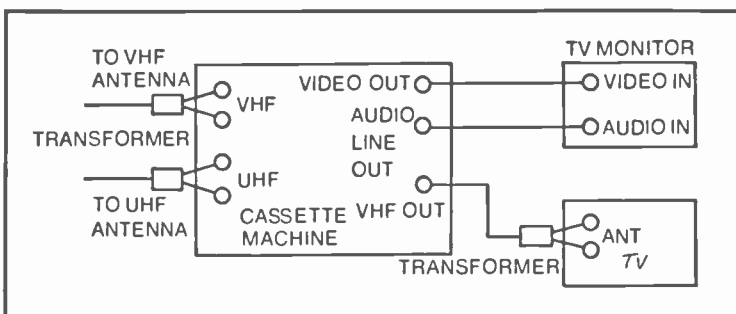 TO VHF
ANTENNA
TRANSFORMER
TO UHF
ANTENNA
VHF
UHF
CASSETTE
MACHINE
VIDEO OUT
AUDIO
LINE
OUT
VHF OUT
TV MONITOR
VIDEO IN
AUDIO IN
TRANSFORMER
ANT
TV